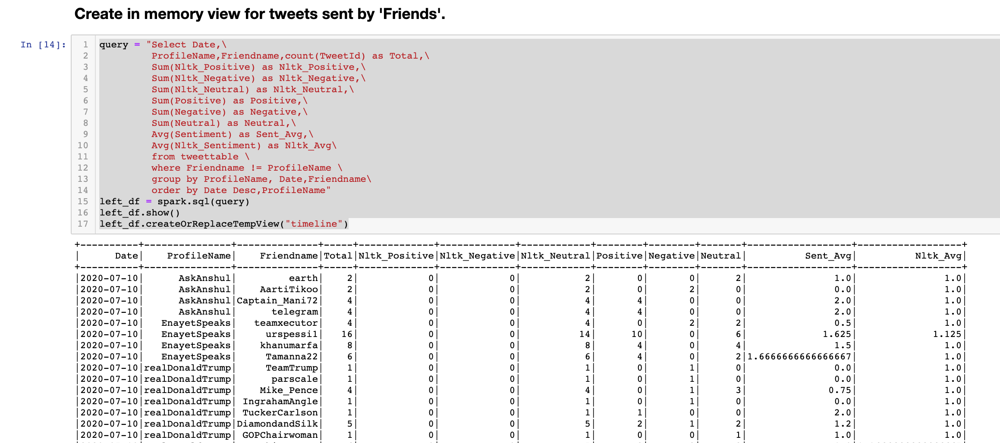 Create in memory view for tweets sent by 'Friends'.
In [14]:
1 query = "Select Date,\
2 ProfileName,Friendname,count(TweetId) as Total,\
3 Sum(Nltk_Positive) as Nltk_Positive,\
4 Sum(Nltk_Negative) as Nltk_Negative,\
5 Sum(Nltk_Neutral) as Nltk_Neutral,\
6 Sum(Positive) as Positive,\
7 Sum(Negative) as Negative,\
8 Sum(Neutral) as Neutral,\
9 Avg(Sentiment) as Sent_Avg,\
10 Avg(Nltk_Sentiment) as Nltk_Avg\
11 from tweettable \
12 where Friendname != ProfileName \
13 group by ProfileName, Date,Friendname\
14 order by Date Desc,ProfileName"
15 left_df = spark.sql(query)
16 left_df.show()
17 left_df.createOrReplaceTempView("timeline")
+----------+---------------+--------------+-----+-------------+-------------+------------+--------+--------+-------+------------------+------------------+
|      Date|    ProfileName|    Friendname|Total|Nltk_Positive|Nltk_Negative|Nltk_Neutral|Positive|Negative|Neutral|          Sent_Avg|          Nltk_Avg|
+----------+---------------+--------------+-----+-------------+-------------+------------+--------+--------+-------+------------------+------------------+
|2020-07-10|      AskAnshul|         earth|    2|            0|            0|           2|       0|       0|      2|               1.0|               1.0|
|2020-07-10|      AskAnshul|    AartiTikoo|    2|            0|            0|           2|       0|       2|      0|               0.0|               1.0|
|2020-07-10|      AskAnshul|Captain_Mani72|    4|            0|            0|           4|       4|       0|      0|               2.0|               1.0|
|2020-07-10|      AskAnshul|      telegram|    4|            0|            0|           4|       4|       0|      0|               2.0|               1.0|
|2020-07-10|   EnayetSpeaks|   teamxecutor|    4|            0|            0|           4|       0|       2|      2|               0.5|               1.0|
|2020-07-10|   EnayetSpeaks|     urspessi1|   16|            0|            0|          14|      10|       0|      6|             1.625|             1.125|
|2020-07-10|   EnayetSpeaks|    khanumarfa|    8|            0|            0|           8|       4|       0|      4|               1.5|               1.0|
|2020-07-10|   EnayetSpeaks|     Tamanna22|    6|            0|            0|           6|       4|       0|      2|1.6666666666666667|               1.0|
|2020-07-10|realDonaldTrump|     TeamTrump|    1|            0|            0|           1|       0|       1|      0|               0.0|               1.0|
|2020-07-10|realDonaldTrump|      parscale|    1|            0|            0|           1|       0|       1|      0|               0.0|               1.0|
|2020-07-10|realDonaldTrump|    Mike_Pence|    4|            0|            0|           4|       0|       1|      3|              0.75|               1.0|
|2020-07-10|realDonaldTrump| IngrahamAngle|    1|            0|            0|           1|       0|       1|      0|               0.0|               1.0|
|2020-07-10|realDonaldTrump| TuckerCarlson|    1|            0|            0|           1|       1|       0|      0|               2.0|               1.0|
|2020-07-10|realDonaldTrump|DiamondandSilk|    5|            0|            0|           5|       2|       1|      2|               1.2|               1.0|
|2020-07-10|realDonaldTrump| GOPChairwoman|    1|            0|            0|           1|       0|       0|      1|               1.0|               1.0|